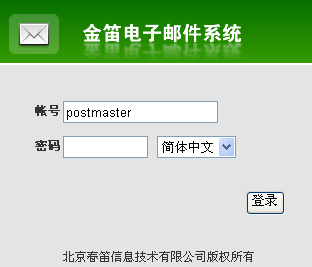 金笛电子邮件系统
帐号 postmaster
密码 简体中文
登录
北京春笛信息技术有限公司版权所有